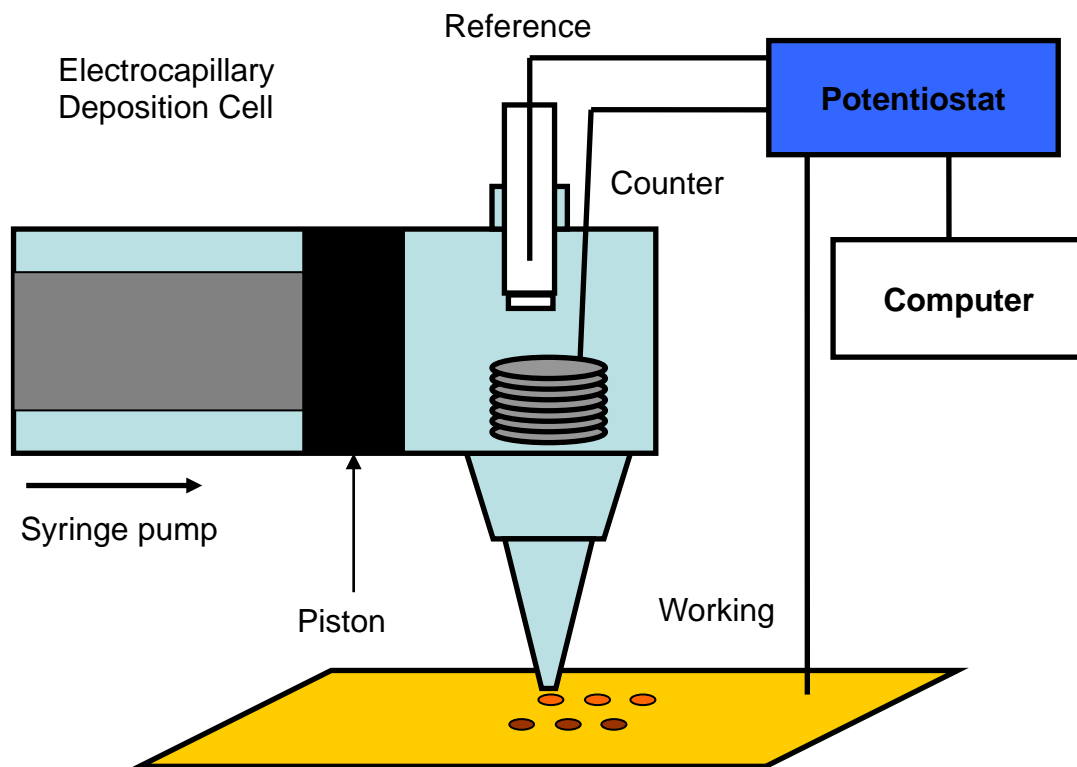 Reference
Electrocapillary
Deposition Cell
Potentiostat
Counter
Computer
Syringe pump
Piston
Working